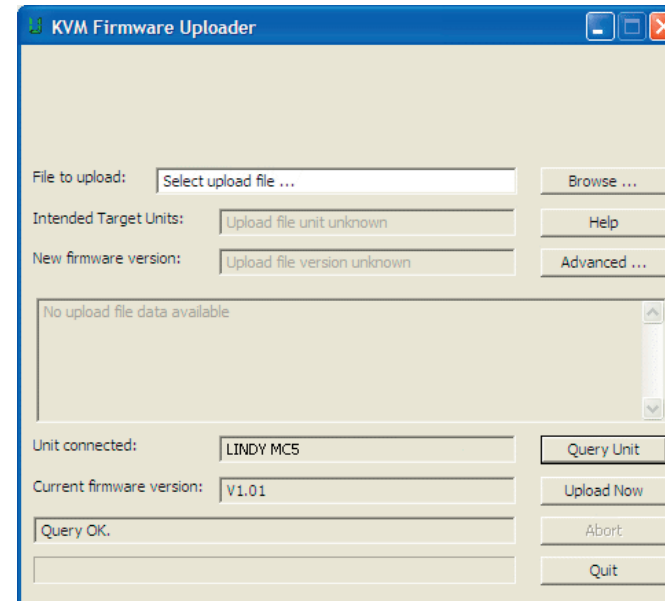 KVM Firmware Uploader
File to upload: Select upload file ... Browse ...
Intended Target Units: Upload file unit unknown Help
New firmware version: Upload file version unknown Advanced ...
No upload file data available
Unit connected: LINDY MC5 Query Unit
Current firmware version: V1.01 Upload Now
Query OK. Abort
Quit